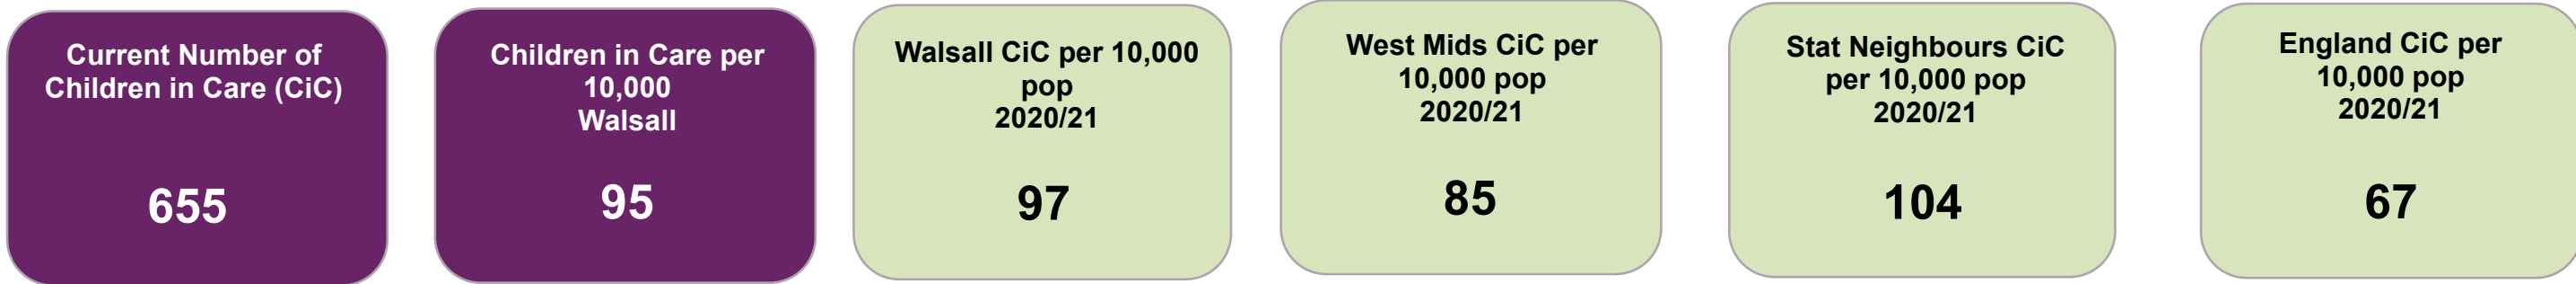 Current Number of
Children in Care (CiC)
655
Children in Care per
10,000
Walsall
95
Walsall CiC per 10,000
pop
2020/21
97
West Mids CiC per
10,000 pop
2020/21
85
Stat Neighbours CiC
per 10,000 pop
2020/21
104
England CiC per
10,000 pop
2020/21
67